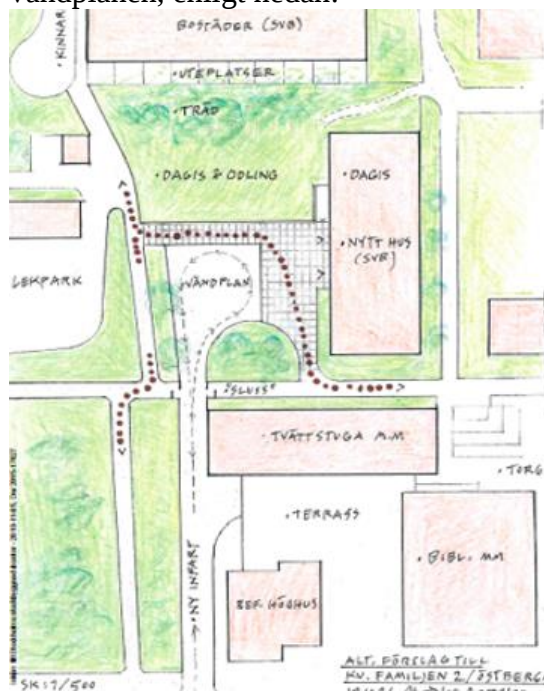 vändplanen, enligt nedan.
KINNAR
BOSTÄDER (SVB)
UTEPLATSER
TRÄD
DAGIS & ODLING
DAGIS
NYTT HUS
(SVB)
LEKPARK
VÄNDPLAN
"SLUSS"
TVÄTTSTUGA M.M
TORG
TERRASS
NY INFART
BIBL. MM
BEF. HÖGHUS
ALT. FÖRSLAG TILL
KV. FAMILJEN 2/ÖSTBERGA
SK: 1/500